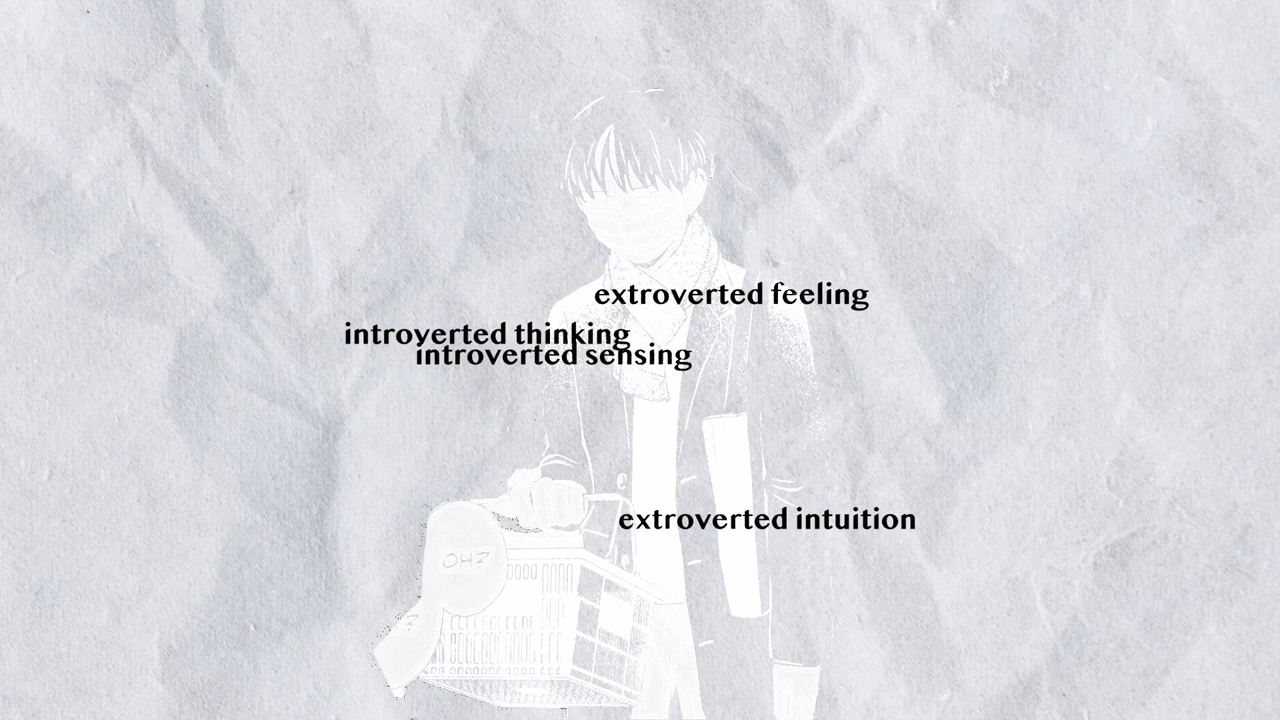 extroverted feeling
introverted thinking
introverted sensing
extroverted intuition
OH?
?